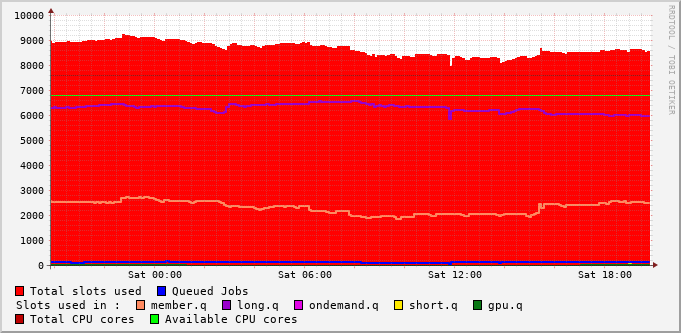 RRDTOOL / TOBI OETIKER
10000
9000
8000
7000
6000
5000
4000
3000
2000
1000
0
Sat 00:00 Sat 06:00 Sat 12:00 Sat 18:00
Total slots used Queued Jobs
Slots used in : member.q long.q ondemand.q short.q gpu.q
Total CPU cores Available CPU cores